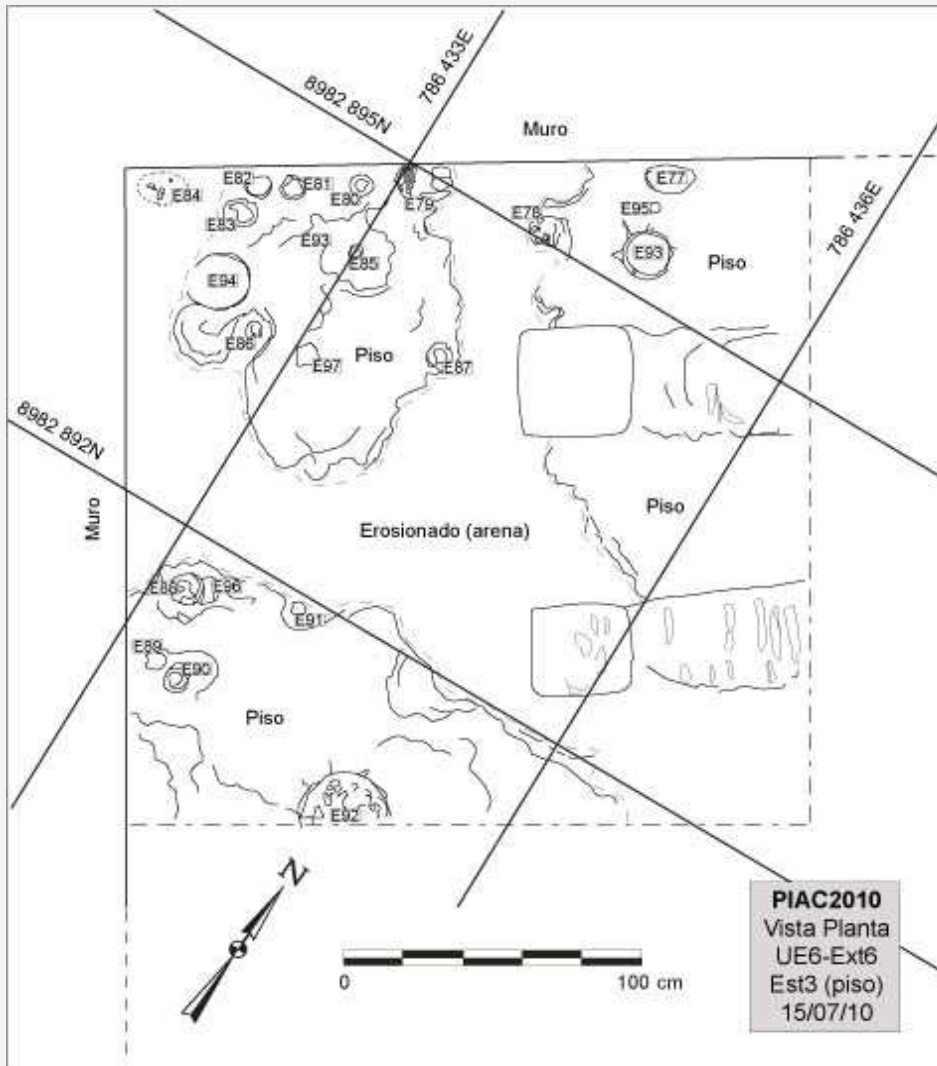 786 433E
8982 895N
Muro
E84
E82
E81
E80
E79
E77
E83
E78
E95
E93
E85
E93
Piso
786 436E
E94
E86
Piso
E97
E87
8982 892N
Muro
Piso
Erosionado (arena)
E88
E96
E91
E89
E90
Piso
E92
N
0
100 cm
PIAC2010
Vista Planta
UE6-Ext6
Est3 (piso)
15/07/10